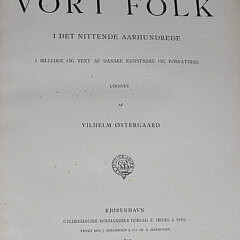 VORT FOLK
I DET NITTENDE AARHUNDREDE
I BILLEDER OG TEXT AF DANSKE KUNSTNERE OG FORFATTERE
UDGIVET
AF
VILHELM ØSTERGAARD
KJØBENHAVN
GYLDENDALSKE BOGHANDELS FORLAG (F. HEGEL & SØN)